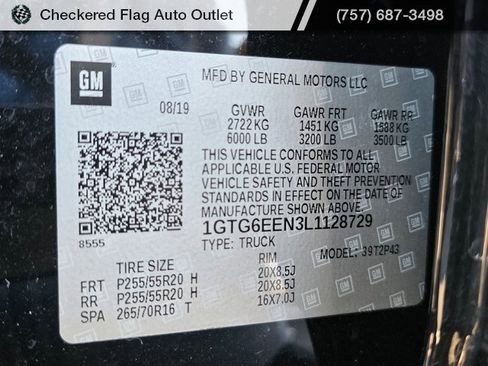 Checkered Flag Auto Outlet (757) 687-3498
GM
MFD BY GENERAL MOTORS LLC
08/19 GVWR GAWR FRT GAWR RR
2722 KG 1451 KG 1588 KG
6000 LB 3200 LB 3500 LB
THIS VEHICLE CONFORMS TO ALL
APPLICABLE U.S. FEDERAL MOTOR
VEHICLE SAFETY AND THEFT PREVENTION
STANDARDS IN EFFECT ON THE DATE OF
MANUFACTURE SHOWN ABOVE.
8555 1GTG6EEN3L1128729
TYPE: TRUCK MODEL: 39T2P43
TIRE SIZE RIM
FRT P255/55R20 H 20X8.5J
RR P255/55R20 H 20X8.5J
SPA 265/70R16 T 16X7.0J